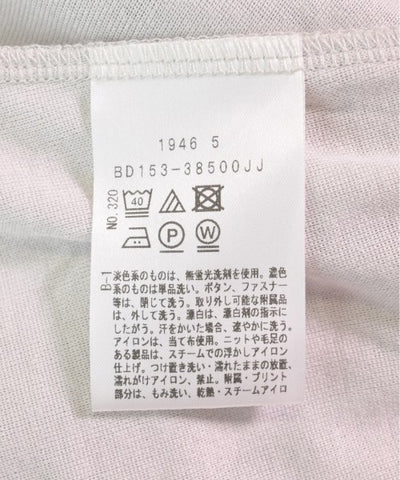 1946 5
BD153-38500JJ
NO.320
40
P
W
B-1
淡色系のものは、無蛍光洗剤を使用。濃色
系のものは単品洗い。ボタン、ファスナー
等は、閉じて洗う。取り外し可能な附属品
は、外して洗う。漂白は、漂白剤の指示に
したがう。汗をかいた場合、速やかに洗う。
アイロンは、当て布使用。ニットや毛足の
ある製品は、スチームでの浮かしアイロン
仕上げ。つけ置き洗い・濡れたままの放置、
濡れがけアイロン、禁止。附属・プリント
部分は、もみ洗い、乾熱・スチームアイロ